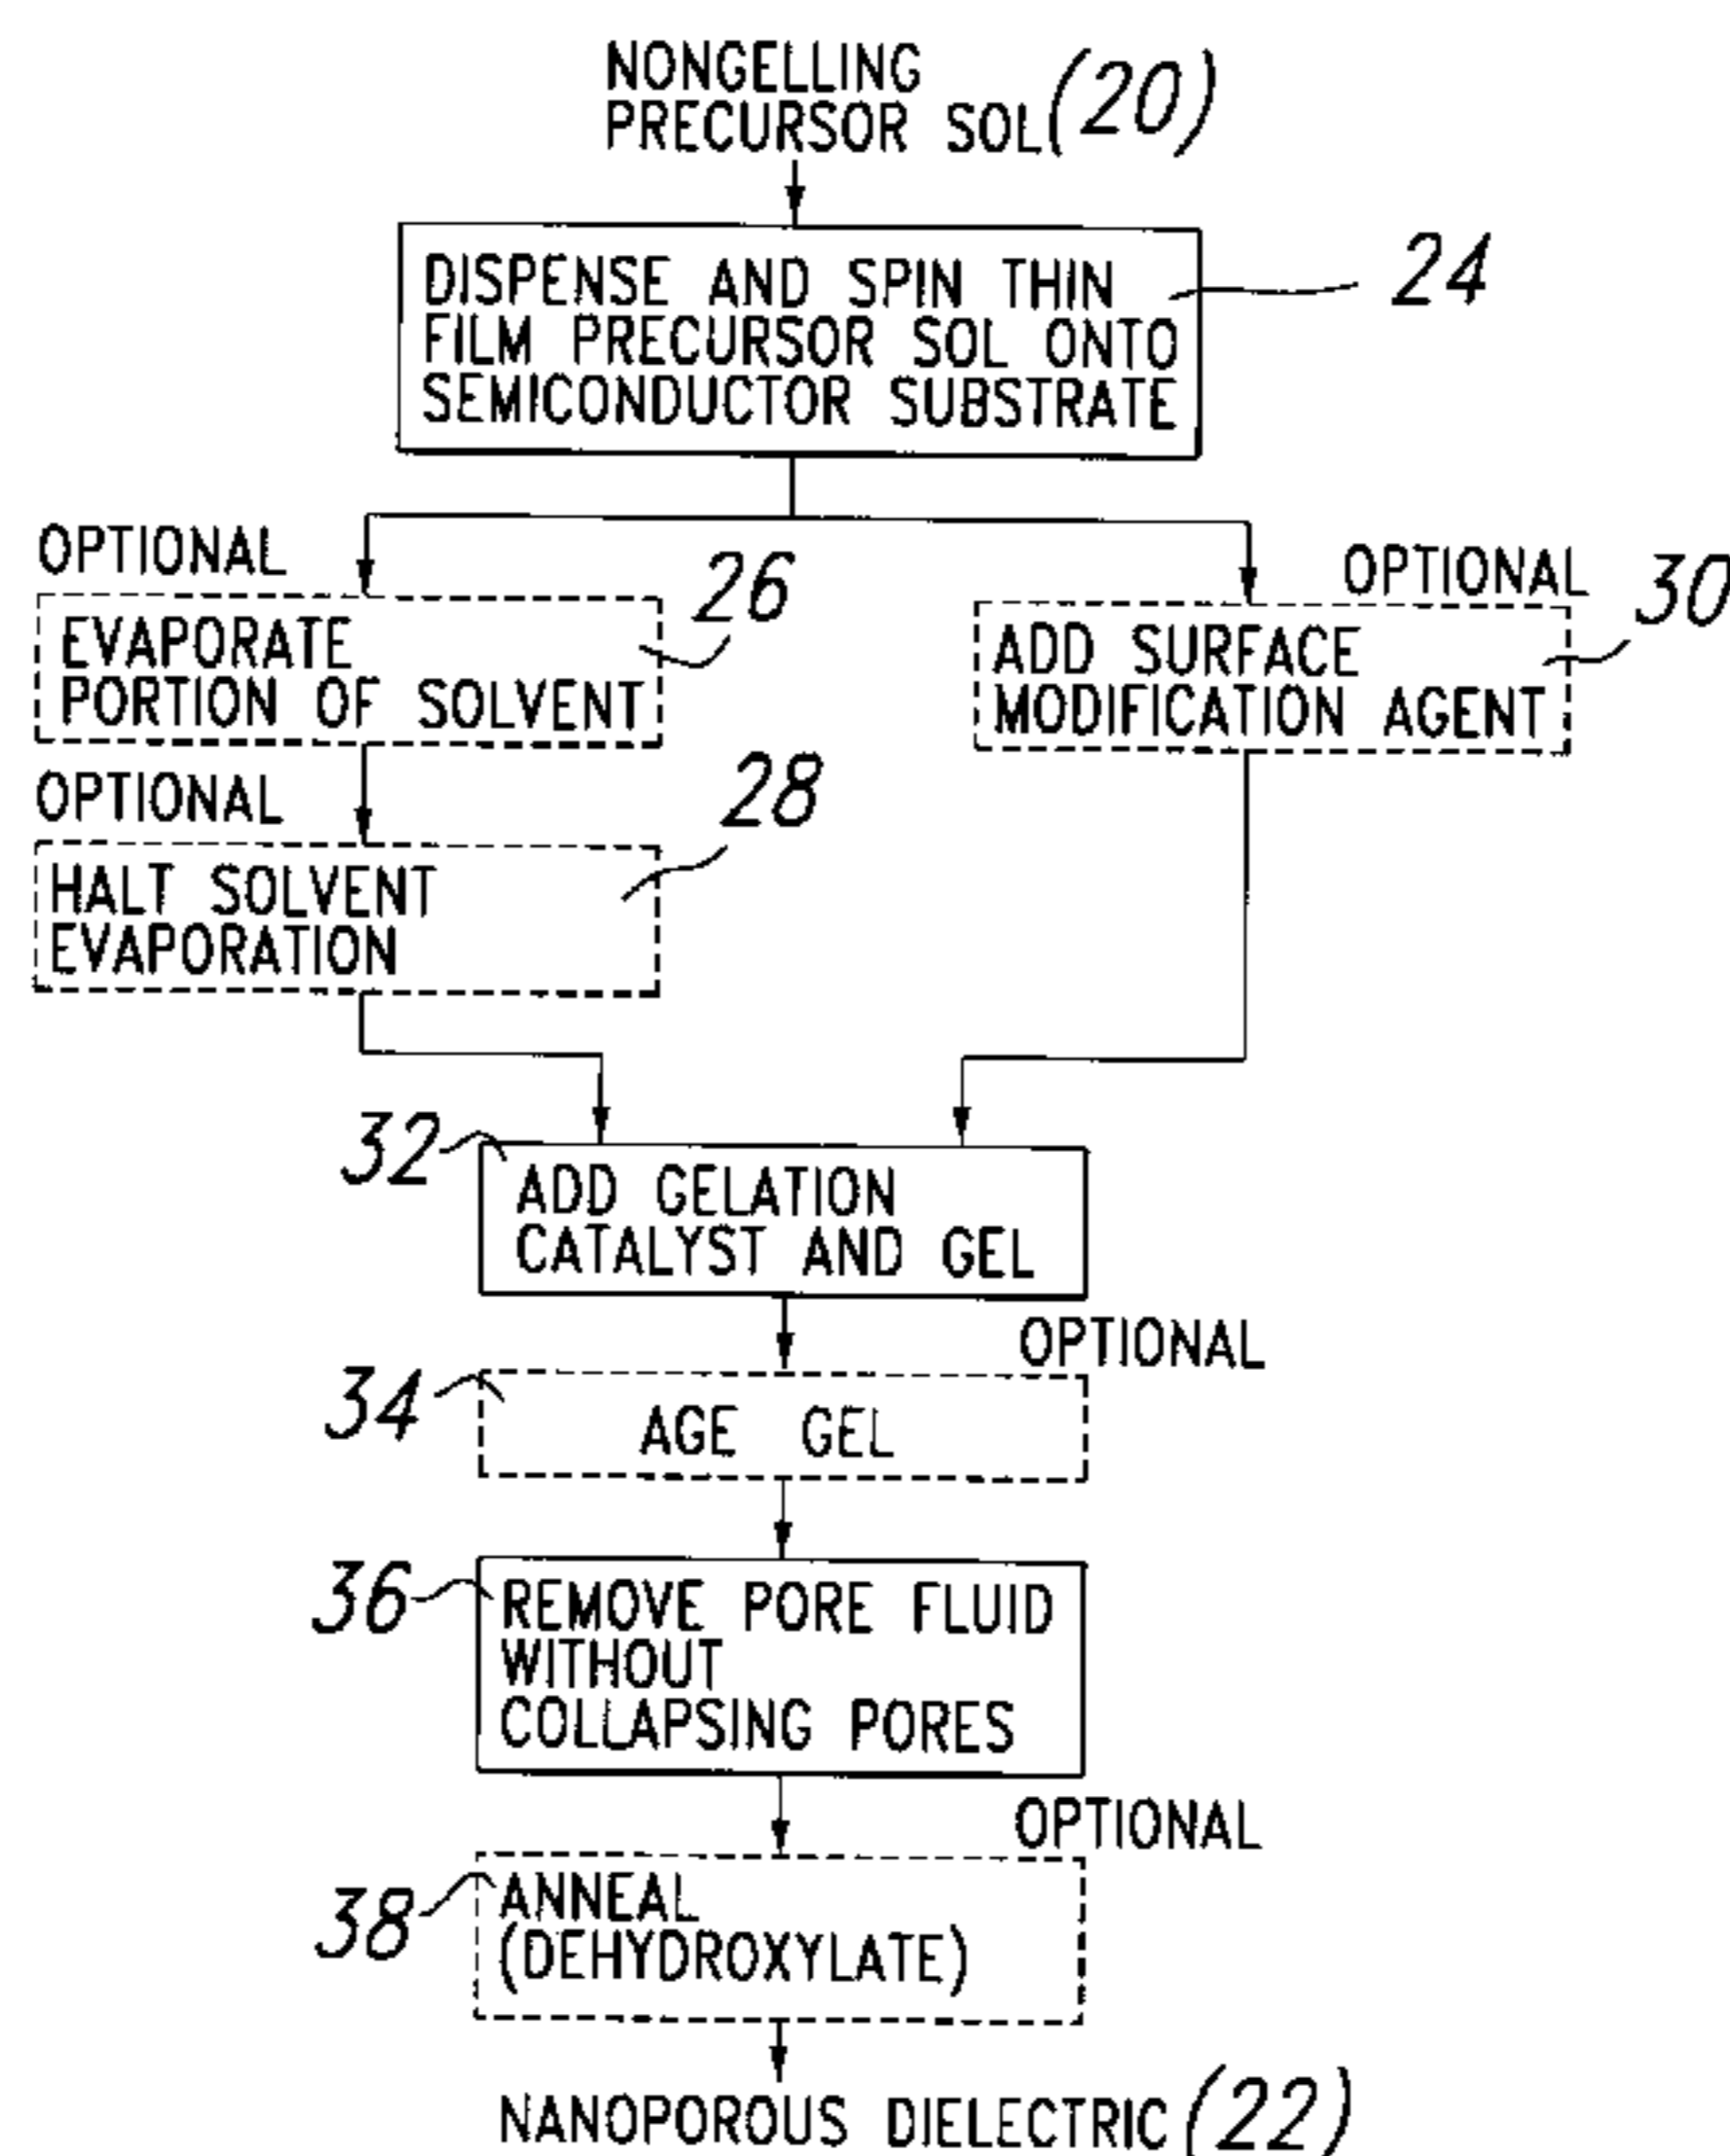 NONGELLING
PRECURSOR SOL (20)
DISPENSE AND SPIN THIN
FILM PRECURSOR SOL ONTO
SEMICONDUCTOR SUBSTRATE
24
OPTIONAL
26
EVAPORATE
PORTION OF SOLVENT
OPTIONAL
30
ADD SURFACE
MODIFICATION AGENT
OPTIONAL
28
HALT SOLVENT
EVAPORATION
32
ADD GELATION
CATALYST AND GEL
OPTIONAL
34
AGE GEL
36
REMOVE PORE FLUID
WITHOUT
COLLAPSING PORES
OPTIONAL
38
ANNEAL
(DEHYDROXYLATE)
NANOPOROUS DIELECTRIC (22)